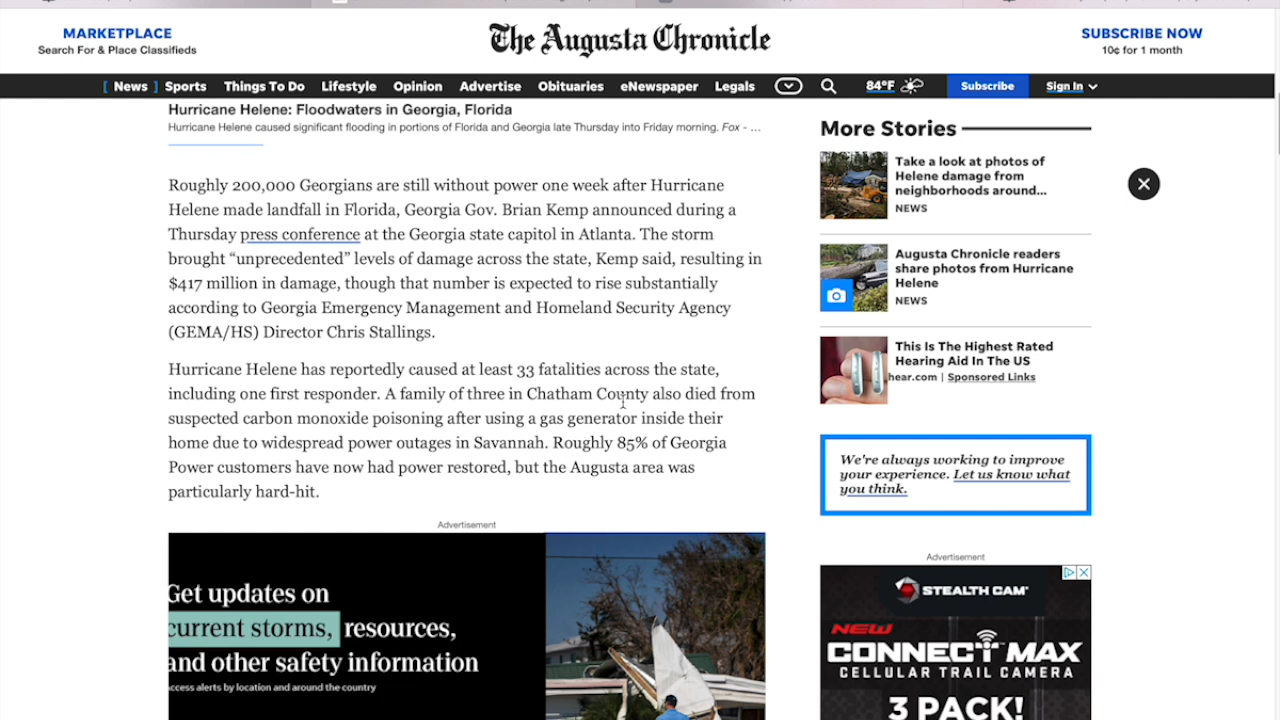 MARKETPLACE
Search For & Place Classifieds
The Augusta Chronicle
SUBSCRIBE NOW
10¢ for 1 month
[ News ] Sports Things To Do Lifestyle Opinion Advertise Obituaries eNewspaper Legals 84°F Subscribe Sign In
Hurricane Helene: Floodwaters in Georgia, Florida
Hurricane Helene caused significant flooding in portions of Florida and Georgia late Thursday into Friday morning. Fox - ...
Roughly 200,000 Georgians are still without power one week after Hurricane
Helene made landfall in Florida, Georgia Gov. Brian Kemp announced during a
Thursday press conference at the Georgia state capitol in Atlanta. The storm
brought “unprecedented” levels of damage across the state, Kemp said, resulting in
$417 million in damage, though that number is expected to rise substantially
according to Georgia Emergency Management and Homeland Security Agency
(GEMA/HS) Director Chris Stallings.
Hurricane Helene has reportedly caused at least 33 fatalities across the state,
including one first responder. A family of three in Chatham County also died from
suspected carbon monoxide poisoning after using a gas generator inside their
home due to widespread power outages in Savannah. Roughly 85% of Georgia
Power customers have now had power restored, but the Augusta area was
particularly hard-hit.
Advertisement
Get updates on
current storms, resources,
and other safety information
access alerts by location and around the country
More Stories
Take a look at photos of
Helene damage from
neighborhoods around...
NEWS
Augusta Chronicle readers
share photos from Hurricane
Helene
NEWS
This Is The Highest Rated
Hearing Aid In The US
hear.com | Sponsored Links
We're always working to improve
your experience. Let us know what
you think.
Advertisement
STEALTH CAM
NEW
CONNECT MAX
CELLULAR TRAIL CAMERA
3 PACK!